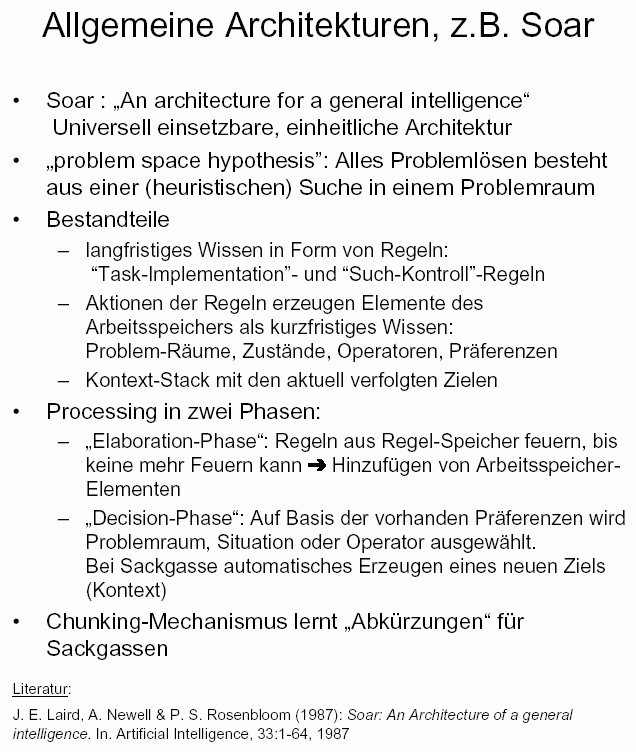 Allgemeine Architekturen, z.B. Soar
• Soar : „An architecture for a general intelligence“
Universell einsetzbare, einheitliche Architektur
• „problem space hypothesis”: Alles Problemlösen besteht
aus einer (heuristischen) Suche in einem Problemraum
• Bestandteile
– langfristiges Wissen in Form von Regeln:
“Task-Implementation”- und “Such-Kontroll”-Regeln
– Aktionen der Regeln erzeugen Elemente des
Arbeitsspeichers als kurzfristiges Wissen:
Problem-Räume, Zustände, Operatoren, Präferenzen
– Kontext-Stack mit den aktuell verfolgten Zielen
• Processing in zwei Phasen:
– „Elaboration-Phase“: Regeln aus Regel-Speicher feuern, bis
keine mehr Feuern kann ➔ Hinzufügen von Arbeitsspeicher-
Elementen
– „Decision-Phase“: Auf Basis der vorhanden Präferenzen wird
Problemraum, Situation oder Operator ausgewählt.
Bei Sackgasse automatisches Erzeugen eines neuen Ziels
(Kontext)
• Chunking-Mechanismus lernt „Abkürzungen“ für
Sackgassen
Literatur:
J. E. Laird, A. Newell & P. S. Rosenbloom (1987): Soar: An Architecture of a general
intelligence. In. Artificial Intelligence, 33:1-64, 1987